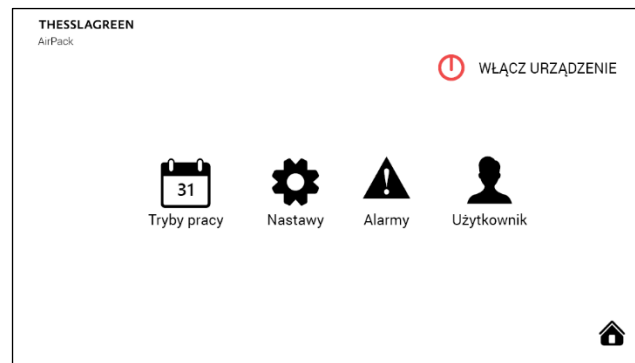 THESSLAGREEN
AirPack
WŁĄCZ URZĄDZENIE
31
Tryby pracy
Nastawy
Alarmy
Użytkownik